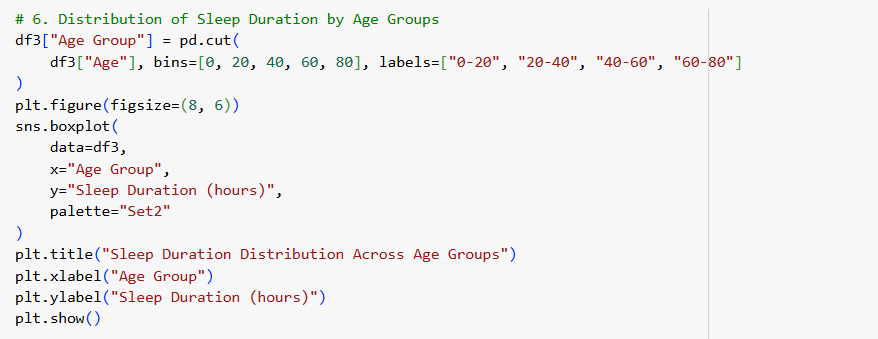 # 6. Distribution of Sleep Duration by Age Groups
df3["Age Group"] = pd.cut(
    df3["Age"], bins=[0, 20, 40, 60, 80], labels=["0-20", "20-40", "40-60", "60-80"]
)
plt.figure(figsize=(8, 6))
sns.boxplot(
    data=df3,
    x="Age Group",
    y="Sleep Duration (hours)",
    palette="Set2"
)
plt.title("Sleep Duration Distribution Across Age Groups")
plt.xlabel("Age Group")
plt.ylabel("Sleep Duration (hours)")
plt.show()